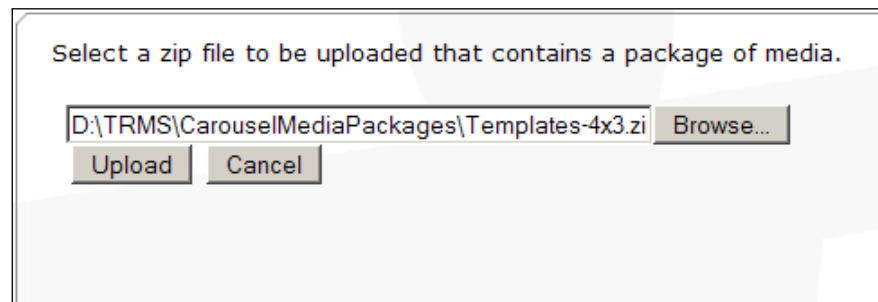 Select a zip file to be uploaded that contains a package of media.
D:\TRMS\CarouselMediaPackages\Templates-4x3.zi Browse...
Upload Cancel